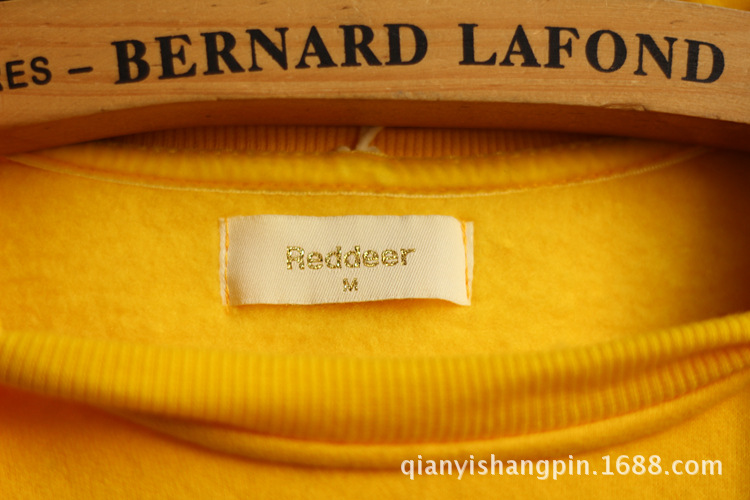 ES – BERNARD LAFOND
Reddeer
M
qianyishangpin.1688.com